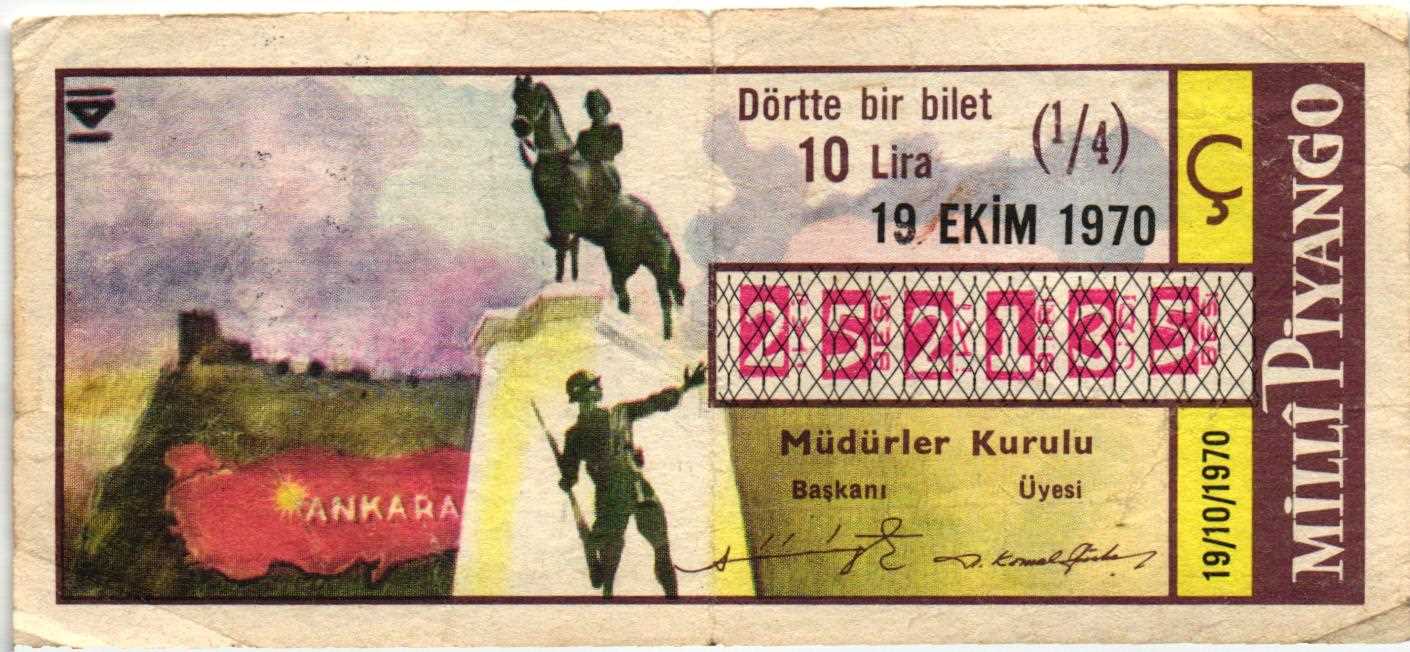 Dörtte bir bilet
(1/4)
10 Lira
19 EKİM 1970
Ç
252135
Müdürler Kurulu
Başkanı Üyesi
ANKARA
19/10/1970
MİLLÎ PİYANGO